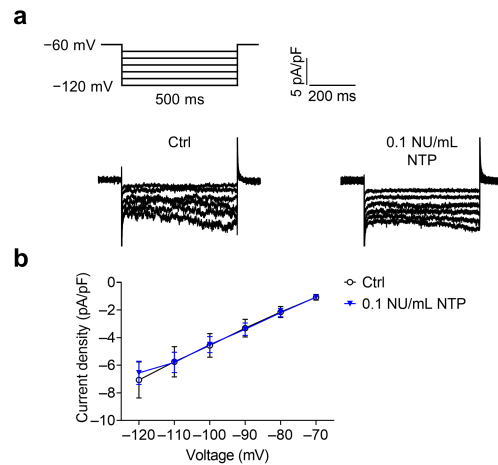 a
−60 mV
−120 mV
500 ms
5 pA/pF
200 ms
Ctrl
0.1 NU/mL
NTP
b
Current density (pA/pF)
0
−2
−4
−6
−8
−10
−120 −110 −100 −90 −80 −70
Voltage (mV)
Ctrl
0.1 NU/mL NTP